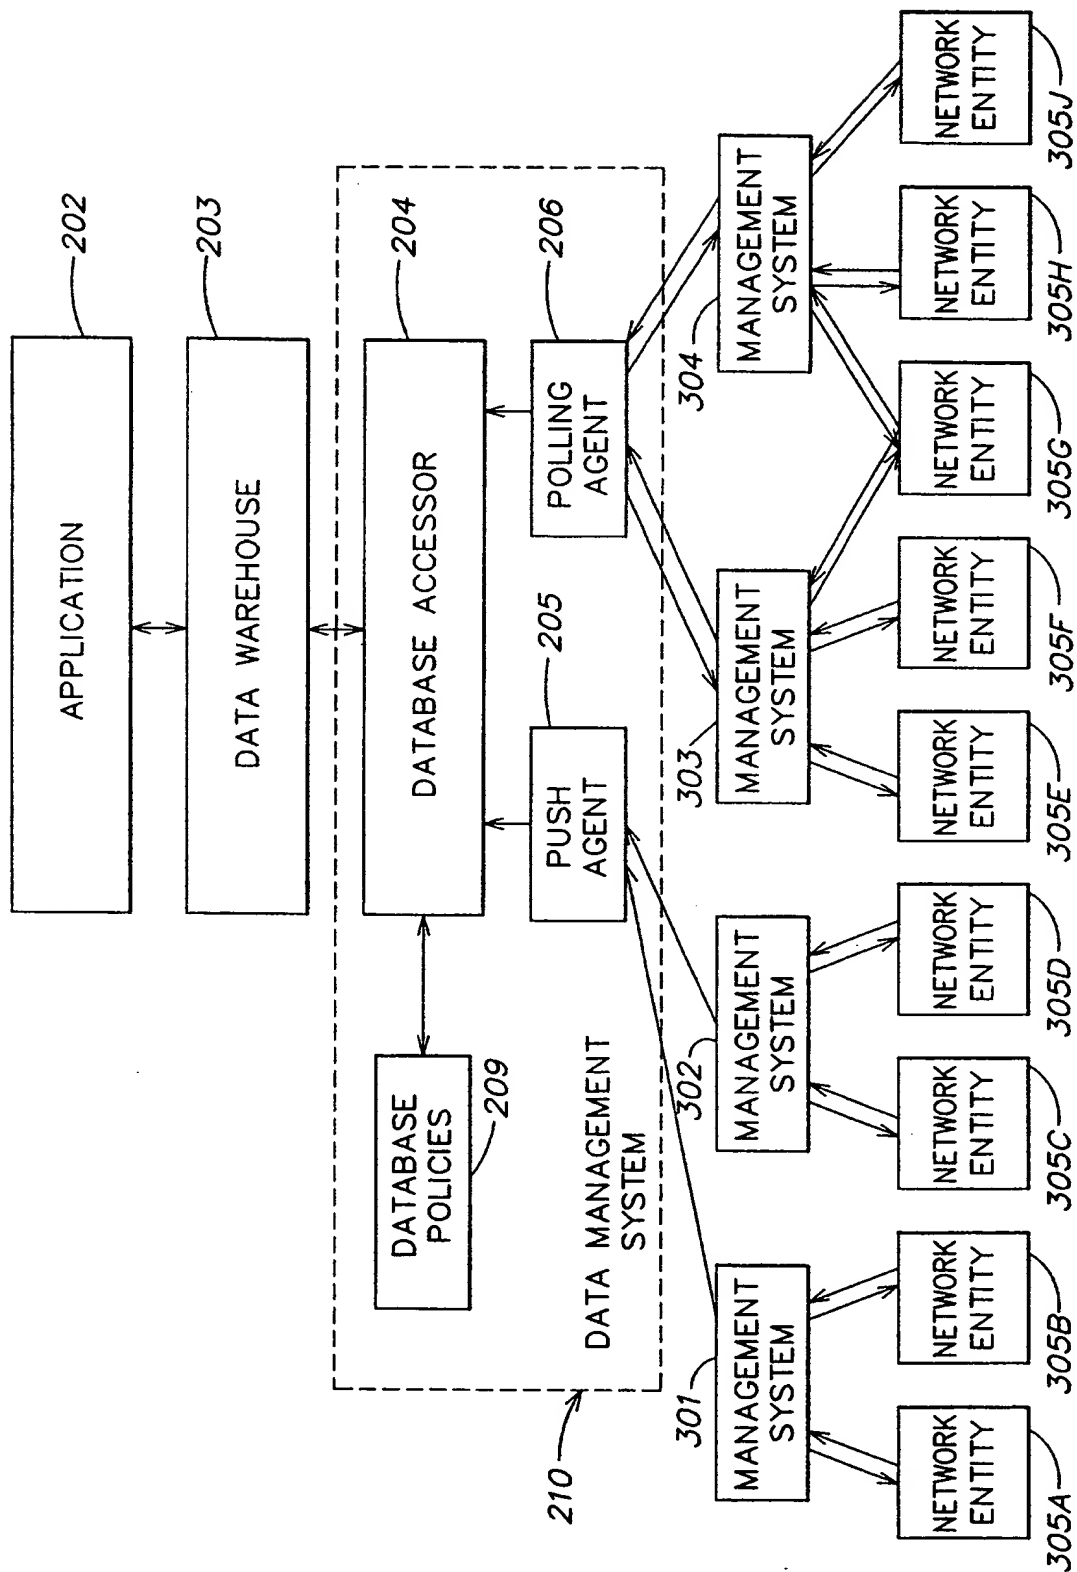 APPLICATION
202
DATA WAREHOUSE
203
DATABASE ACCESSOR
204
DATABASE
POLICIES
209
PUSH
AGENT
205
POLLING
AGENT
206
DATA MANAGEMENT
SYSTEM
210
301
MANAGEMENT
SYSTEM
302
MANAGEMENT
SYSTEM
303
MANAGEMENT
SYSTEM
304
MANAGEMENT
SYSTEM
NETWORK
ENTITY
305A
NETWORK
ENTITY
305B
NETWORK
ENTITY
305C
NETWORK
ENTITY
305D
NETWORK
ENTITY
305E
NETWORK
ENTITY
305F
NETWORK
ENTITY
305G
NETWORK
ENTITY
305H
NETWORK
ENTITY
305J